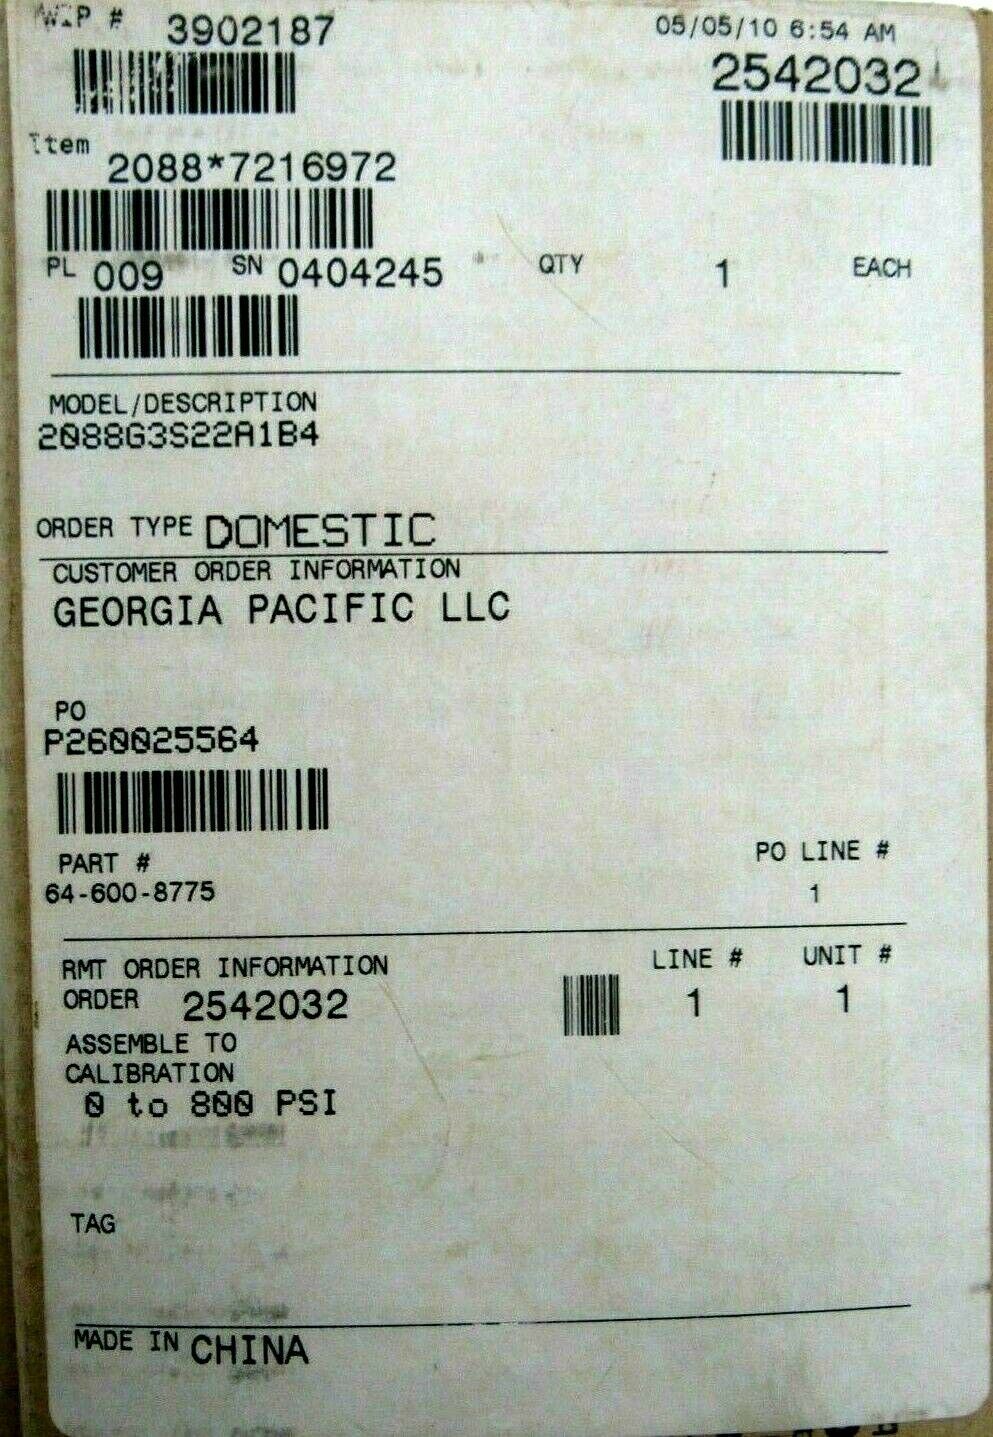 WIP # 3902187 05/05/10 6:54 AM
2542032
Item 2088*7216972
PL 009 SN 0404245 QTY 1 EACH
MODEL/DESCRIPTION
2088G3S22A1B4
ORDER TYPE DOMESTIC
CUSTOMER ORDER INFORMATION
GEORGIA PACIFIC LLC
PO
P260025564
PART # PO LINE #
64-600-8775 1
RMT ORDER INFORMATION LINE # UNIT #
ORDER 2542032 1 1
ASSEMBLE TO
CALIBRATION
0 to 800 PSI
TAG
MADE IN CHINA